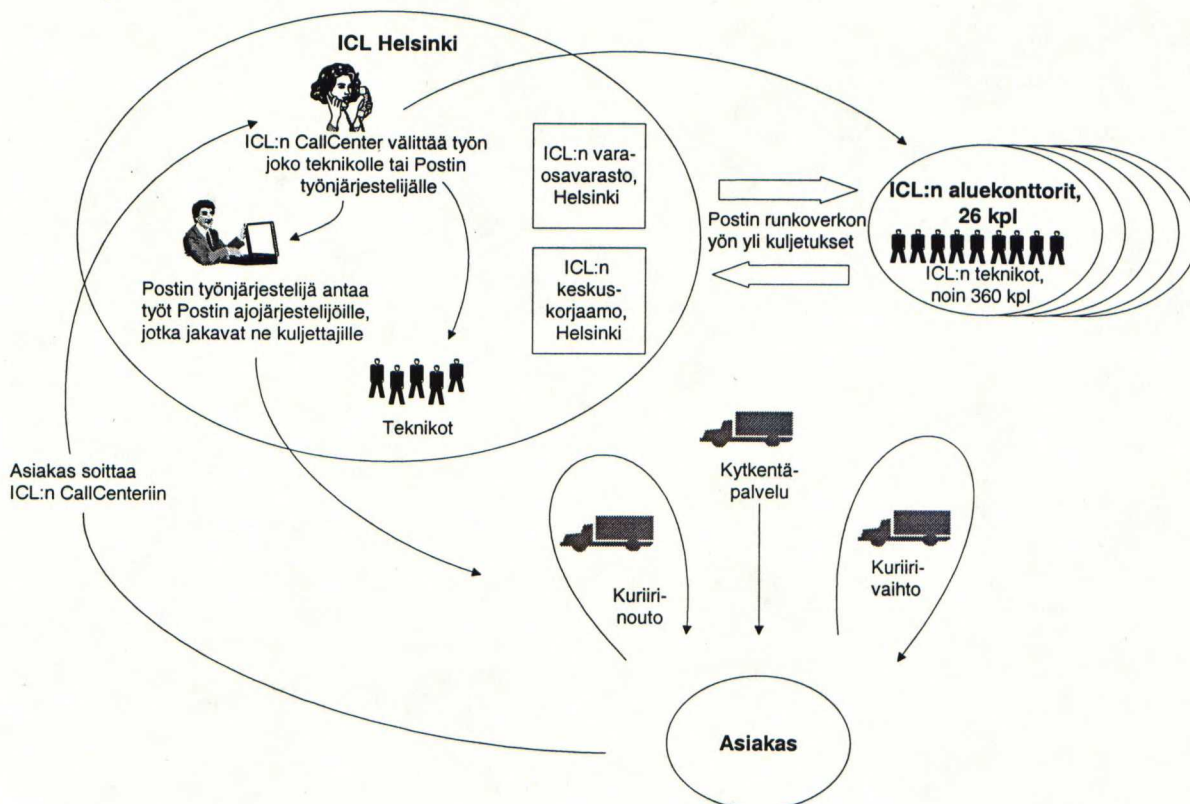 ICL Helsinki
ICL:n CallCenter välittää työn
joko teknikolle tai Postin
työnjärjestelijälle
Postin työnjärjestelijä antaa
työt Postin ajojärjestelijöille,
jotka jakavat ne kuljettajille
Teknikot
ICL:n vara-
osavarasto,
Helsinki
ICL:n
keskus-
korjaamo,
Helsinki
Postin runkoverkon
yön yli kuljetukset
ICL:n aluekonttorit,
26 kpl
ICL:n teknikot,
noin 360 kpl
Asiakas soittaa
ICL:n CallCenteriin
Kytkentä-
palvelu
Kuriiri-
nouto
Kuriiri-
vaihto
Asiakas